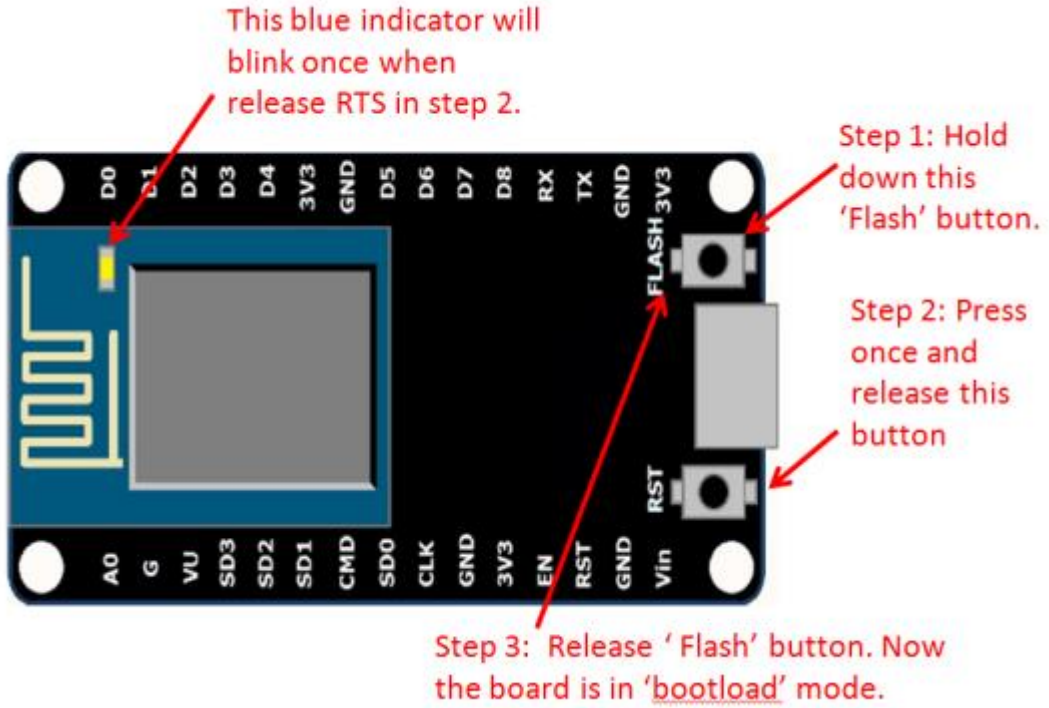 This blue indicator will
blink once when
release RTS in step 2.
Step 1: Hold
down this
‘Flash’ button.
D0 D1 D2 D3 D4 3V3 GND D5 D6 D7 D8 RX TX GND 3V3
FLASH
Step 2: Press
once and
release this
button
RST
A0 G VU SD3 SD2 SD1 CMD SD0 CLK GND 3V3 EN RST GND Vin
Step 3: Release ‘ Flash’ button. Now
the board is in ‘bootload’ mode.